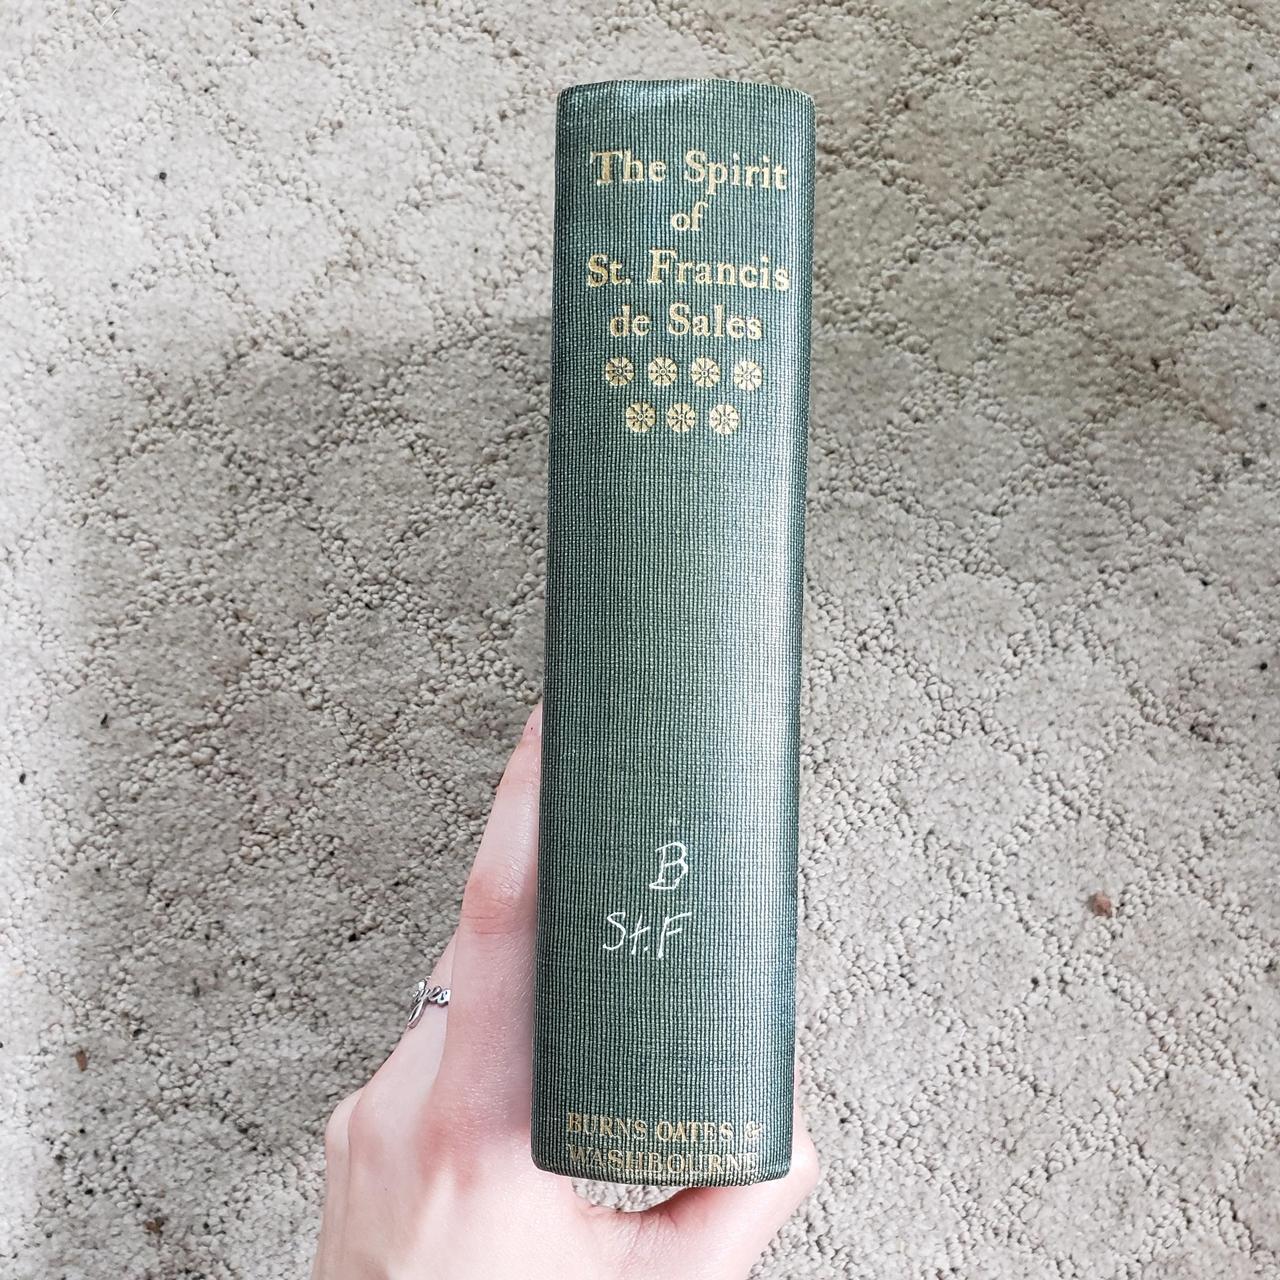 The Spirit
of
St. Francis
de Sales
B
St. F
BURNS OATES &
WASHBOURNE